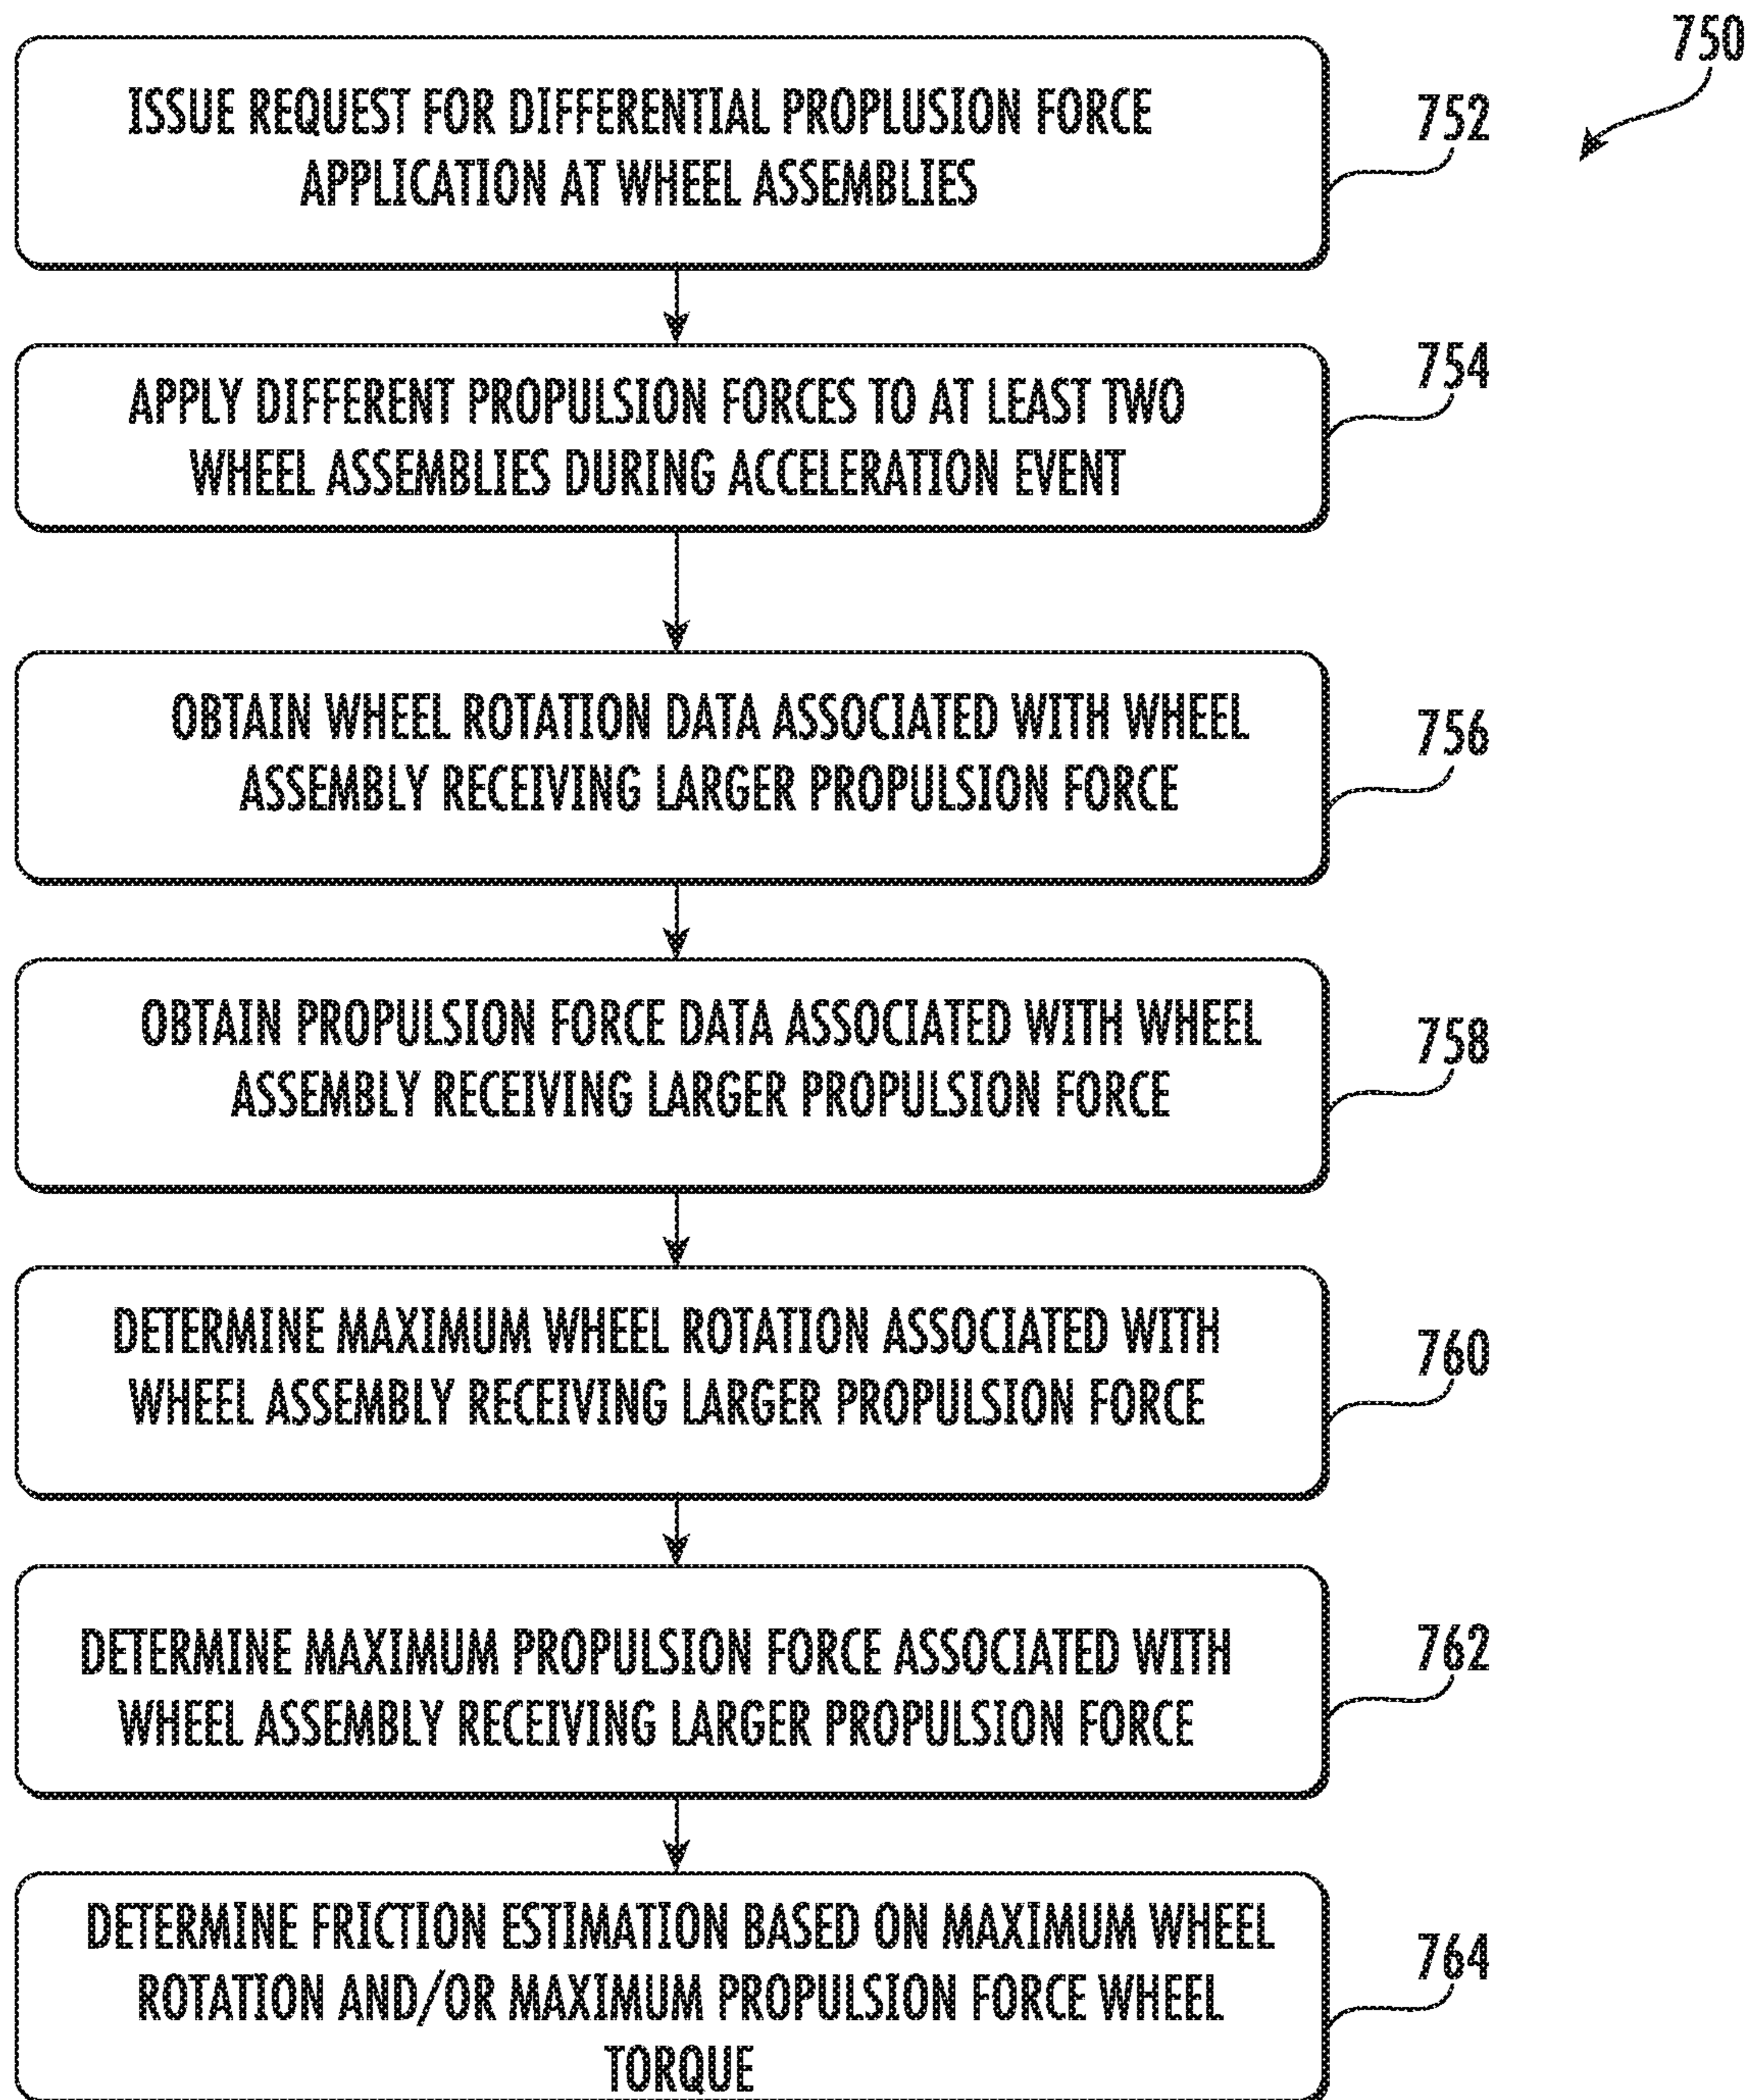 750
ISSUE REQUEST FOR DIFFERENTIAL PROPLUSION FORCE
APPLICATION AT WHEEL ASSEMBLIES
752
APPLY DIFFERENT PROPULSION FORCES TO AT LEAST TWO
WHEEL ASSEMBLIES DURING ACCELERATION EVENT
754
OBTAIN WHEEL ROTATION DATA ASSOCIATED WITH WHEEL
ASSEMBLY RECEIVING LARGER PROPULSION FORCE
756
OBTAIN PROPULSION FORCE DATA ASSOCIATED WITH WHEEL
ASSEMBLY RECEIVING LARGER PROPULSION FORCE
758
DETERMINE MAXIMUM WHEEL ROTATION ASSOCIATED WITH
WHEEL ASSEMBLY RECEIVING LARGER PROPULSION FORCE
760
DETERMINE MAXIMUM PROPULSION FORCE ASSOCIATED WITH
WHEEL ASSEMBLY RECEIVING LARGER PROPULSION FORCE
762
DETERMINE FRICTION ESTIMATION BASED ON MAXIMUM WHEEL
ROTATION AND/OR MAXIMUM PROPULSION FORCE WHEEL
TORQUE
764